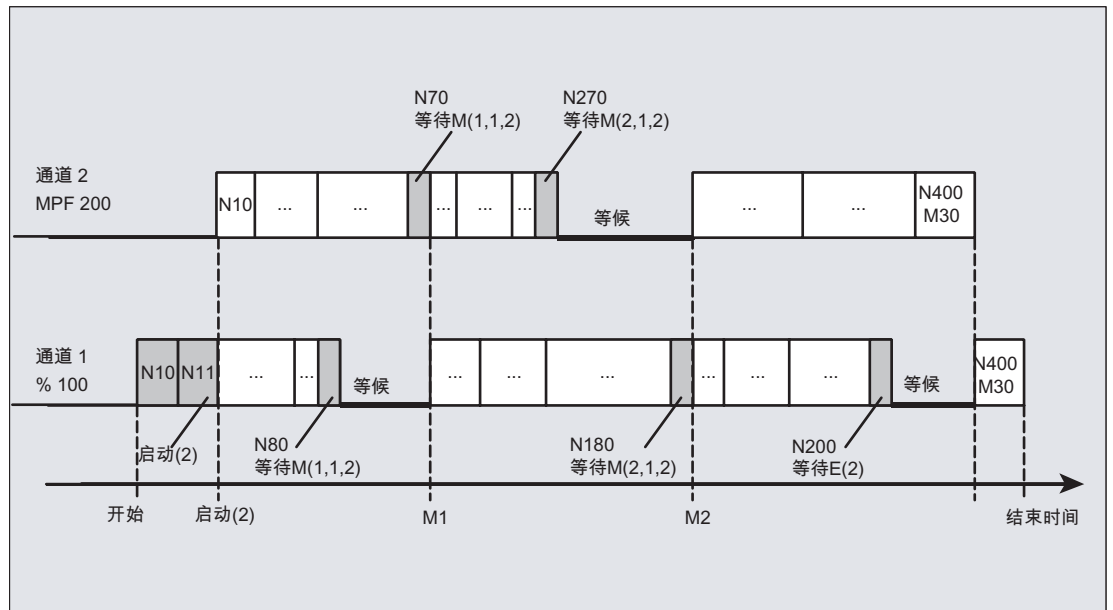 N70
等待M(1,1,2)
N270
等待M(2,1,2)
通道 2
MPF 200
N10
...
...
...
...
...
等候
...
...
N400
M30
通道 1
% 100
N10
N11
...
...
等候
...
...
...
...
...
...
等候
N400
M30
启动(2)
N80
等待M(1,1,2)
N180
等待M(2,1,2)
N200
等待E(2)
开始
启动(2)
M1
M2
结束时间